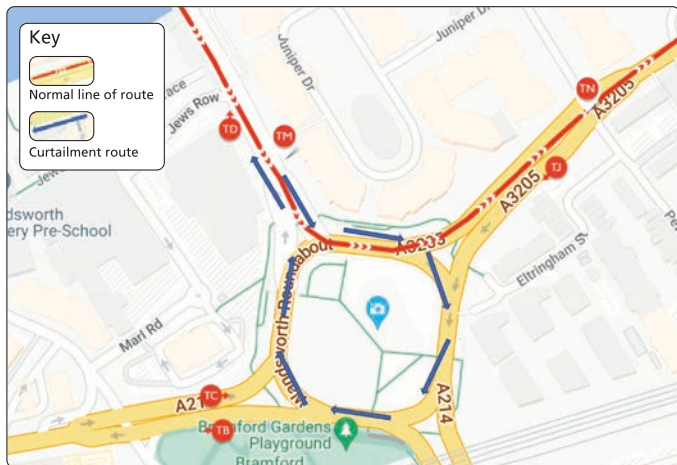 Key
Normal line of route
Curtailment route
Juniper Dr
Juniper Dr
Jews Row
TD
TM
TN
A3205
TJ
A3205
dsworth
ery Pre-School
Eltringham St
Wandsworth Roundabout
Marl Rd
TC
A21
TB
A214
Bramford Gardens
Playground
Bramford